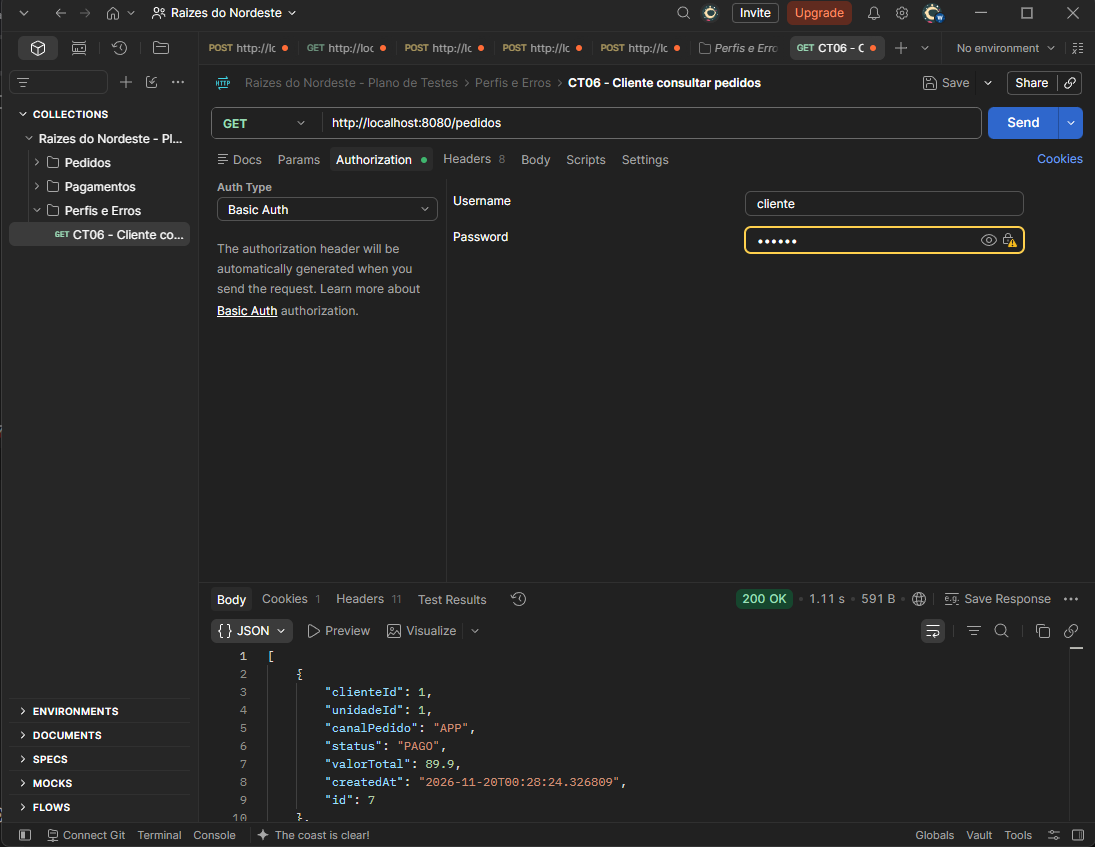 Raizes do Nordeste
Invite
Upgrade
POST http://lc
GET http://loc
POST http://lc
POST http://lc
POST http://lc
Perfis e Erro
GET CT06 - C
No environment
HTTP
Raizes do Nordeste - Plano de Testes > Perfis e Erros > CT06 - Cliente consultar pedidos
Save
Share
COLLECTIONS
Raizes do Nordeste - Pl...
Pedidos
Pagamentos
Perfis e Erros
GET CT06 - Cliente co...
GET
http://localhost:8080/pedidos
Send
Docs
Params
Authorization
Headers 8
Body
Scripts
Settings
Cookies
Auth Type
Basic Auth
The authorization header will be
automatically generated when you
send the request. Learn more about
Basic Auth authorization.
Username
cliente
Password
••••••
Body
Cookies 1
Headers 11
Test Results
200 OK
1.11 s
591 B
e.g. Save Response
{} JSON
Preview
Visualize
1 [
2 {
3 "clienteId": 1,
4 "unidadeId": 1,
5 "canalPedido": "APP",
6 "status": "PAGO",
7 "valorTotal": 89.9,
8 "createdAt": "2026-11-20T00:28:24.326809",
9 "id": 7
10 },
ENVIRONMENTS
DOCUMENTS
SPECS
MOCKS
FLOWS
Connect Git
Terminal
Console
The coast is clear!
Globals
Vault
Tools